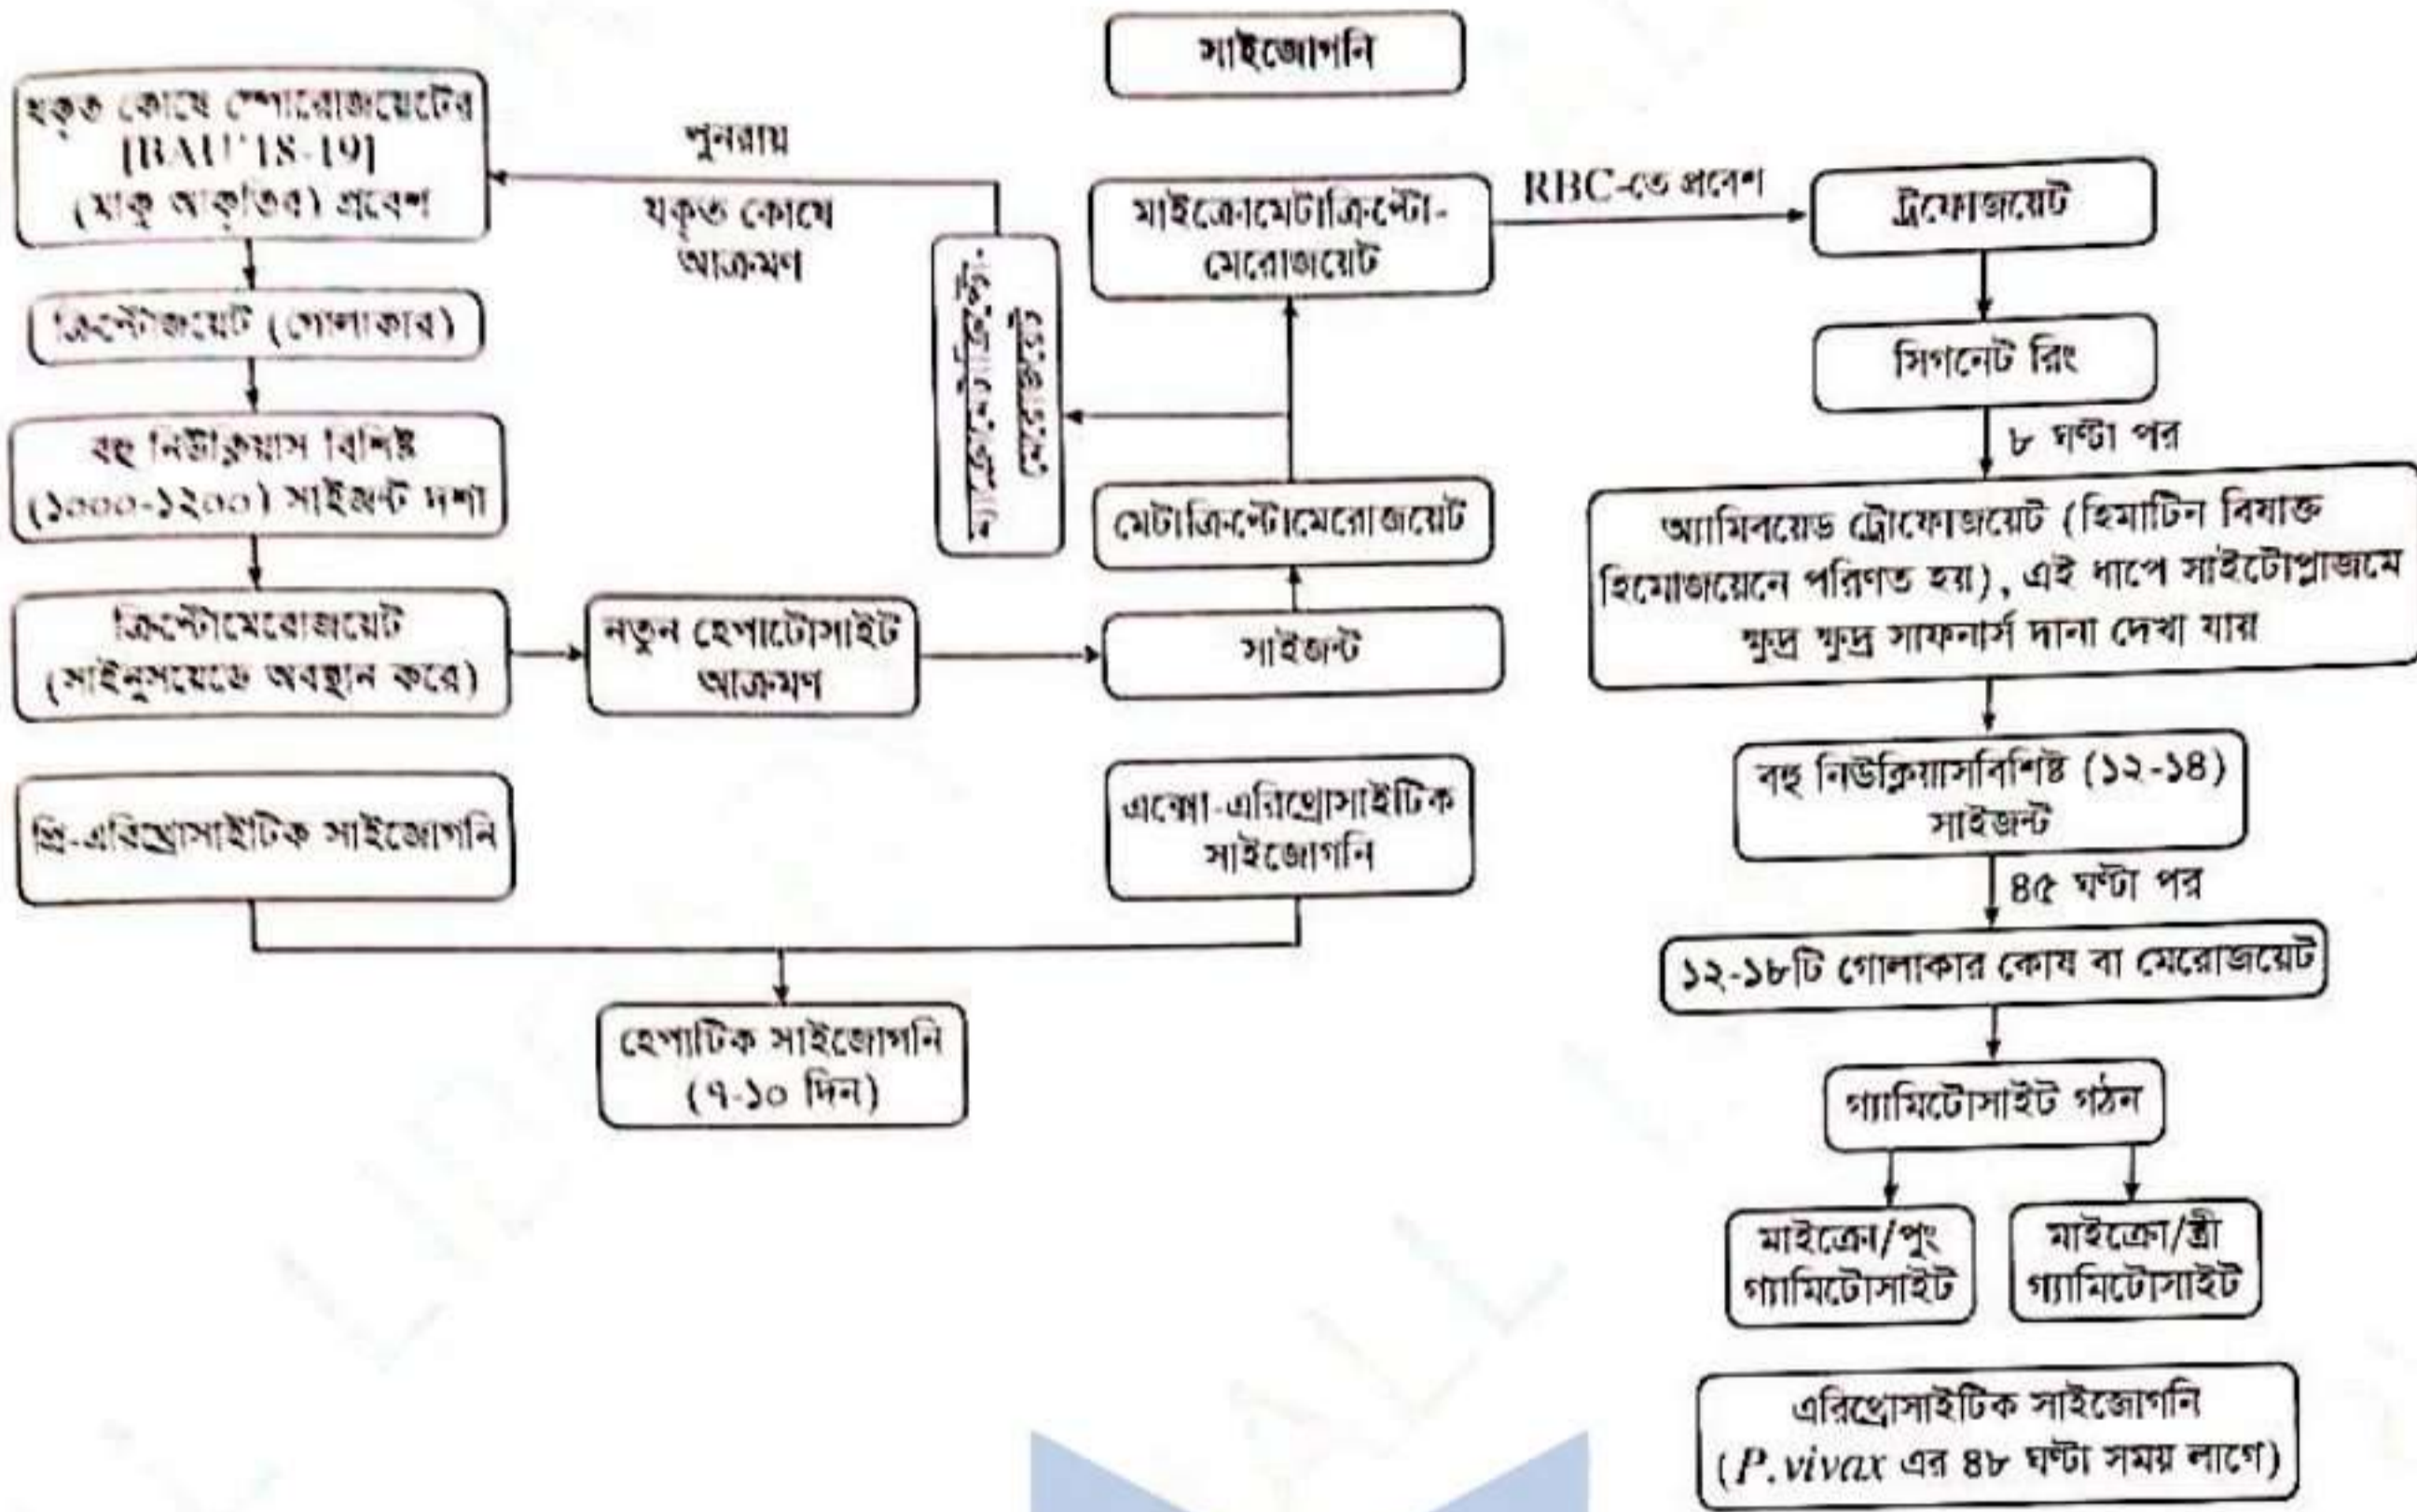 সাইজোগনি
যকৃত কোষে স্পোরোজয়েটের
[BAU'18-19]
(মাকু আকৃতির) প্রবেশ
ক্রিপ্টোজয়েট (গোলাকার)
বহু নিউক্লিয়াস বিশিষ্ট
(১০০০-১২০০) সাইজন্ট দশা
ক্রিপ্টোমেরোজয়েট
(সাইনুসয়েডে অবস্থান করে)
নতুন হেপাটোসাইট
আক্রমণ
সাইজন্ট
মেটাক্রিপ্টোমেরোজয়েট
ম্যাক্রোমেটাক্রিপ্টো-
মেরোজয়েট
পুনরায়
যকৃত কোষে
আক্রমণ
মাইক্রোমেটাক্রিপ্টো-
মেরোজয়েট
RBC-তে প্রবেশ
প্রি-এরিথ্রোসাইটিক সাইজোগনি
এক্সো-এরিথ্রোসাইটিক
সাইজোগনি
হেপাটিক সাইজোগনি
(৭-১০ দিন)
ট্রফোজয়েট
সিগনেট রিং
৮ ঘণ্টা পর
অ্যামিবয়েড ট্রোফোজয়েট (হিমাটিন বিষাক্ত
হিমোজয়েনে পরিণত হয়), এই ধাপে সাইটোপ্লাজমে
ক্ষুদ্র ক্ষুদ্র সাফনার্স দানা দেখা যায়
বহু নিউক্লিয়াসবিশিষ্ট (১২-১৪)
সাইজন্ট
৪৫ ঘণ্টা পর
১২-১৮টি গোলাকার কোষ বা মেরোজয়েট
গ্যামিটোসাইট গঠন
মাইক্রো/পুং
গ্যামিটোসাইট
মাইক্রো/স্ত্রী
গ্যামিটোসাইট
এরিথ্রোসাইটিক সাইজোগনি
(P.vivax এর ৪৮ ঘণ্টা সময় লাগে)